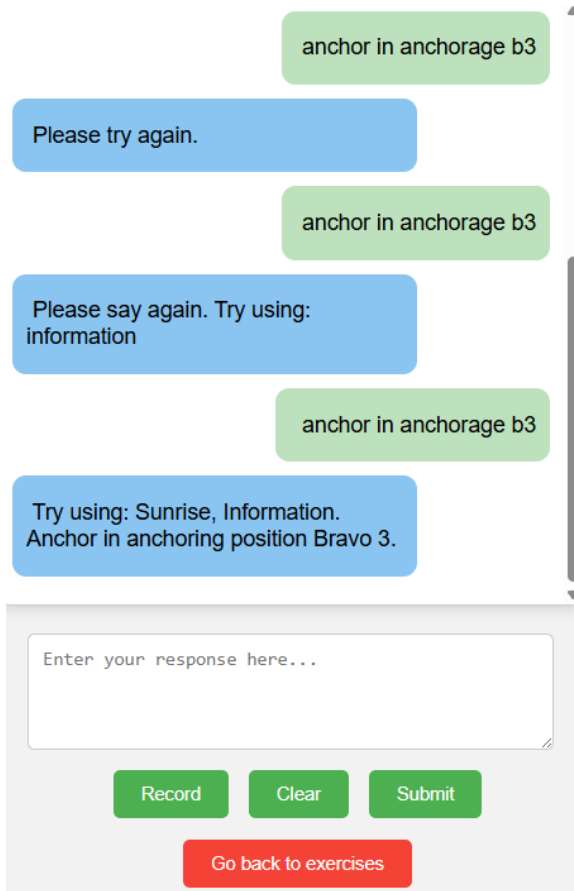 anchor in anchorage b3
Please try again.
anchor in anchorage b3
Please say again. Try using:
information
anchor in anchorage b3
Try using: Sunrise, Information.
Anchor in anchoring position Bravo 3.
Enter your response here...
Record Clear Submit
Go back to exercises